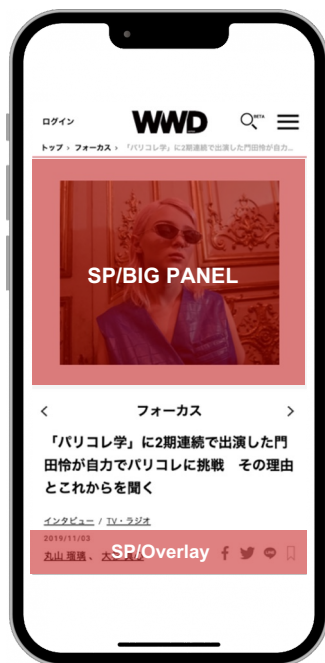 ログイン
WWD
BETA
トップ › フォーカス › 「パリコレ学」に2期連続で出演した門田怜が自力...
SP/BIG PANEL
フォーカス
「パリコレ学」に2期連続で出演した門
田怜が自力でパリコレに挑戦 その理由
とこれからを聞く
インタビュー / TV・ラジオ
2019/11/03
丸山 瑠璃、大
SP/Overlay